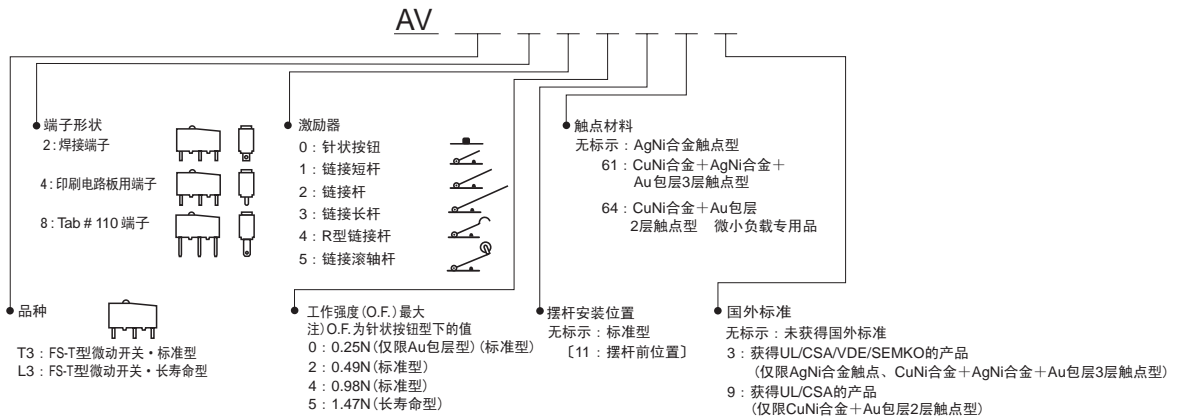 AV
端子形状
2：焊接端子
4：印刷电路板用端子
8：Tab # 110 端子
激励器
0：针状按钮
1：链接短杆
2：链接杆
3：链接长杆
4：R型链接杆
5：链接滚轴杆
触点材料
无标示：AgNi合金触点型
61：CuNi合金＋AgNi合金＋
Au包层3层触点型
64：CuNi合金＋Au包层
2层触点型　微小负载专用品
品种
T3：FS-T型微动开关・标准型
L3：FS-T型微动开关・长寿命型
工作强度(O.F.)最大
注)O.F.为针状按钮型下的值
0：0.25N(仅限Au包层型)(标准型)
2：0.49N(标准型)
4：0.98N(标准型)
5：1.47N(长寿命型)
摆杆安装位置
无标示：标准型
〔11：摆杆前位置〕
国外标准
无标示：未获得国外标准
3：获得UL/CSA/VDE/SEMKO的产品
(仅限AgNi合金触点、CuNi合金＋AgNi合金＋Au包层3层触点型)
9：获得UL/CSA的产品
(仅限CuNi合金＋Au包层2层触点型)